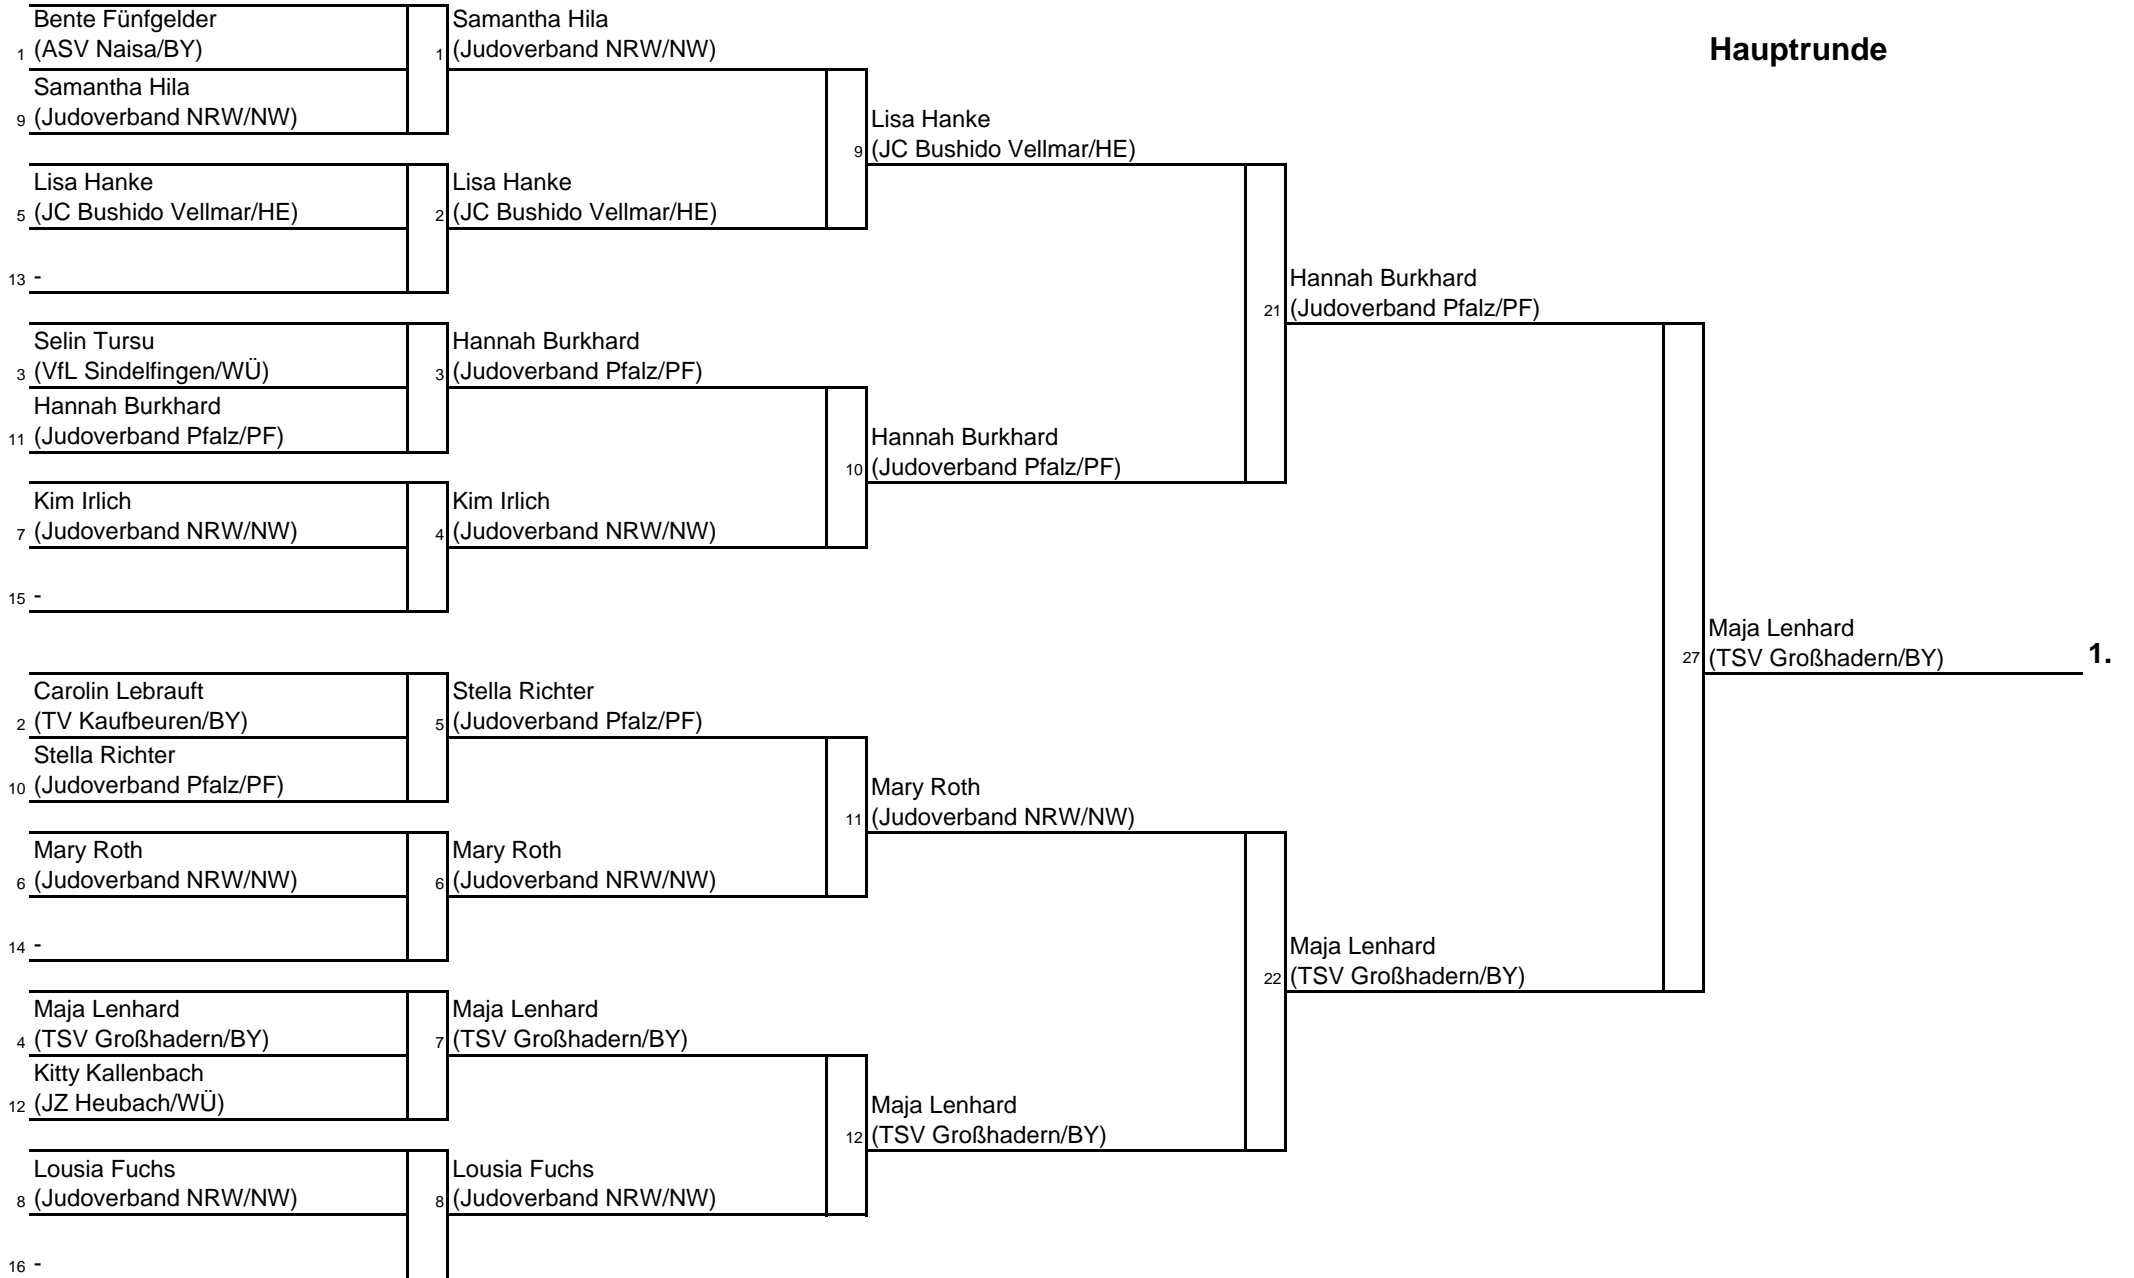 Hauptrunde
Bente Fünfgelder
1 (ASV Naisa/BY)
Samantha Hila
9 (Judoverband NRW/NW)
Lisa Hanke
5 (JC Bushido Vellmar/HE)
13 -
Selin Tursu
3 (VfL Sindelfingen/WÜ)
Hannah Burkhard
11 (Judoverband Pfalz/PF)
Kim Irlich
7 (Judoverband NRW/NW)
15 -
Carolin Lebrauft
2 (TV Kaufbeuren/BY)
Stella Richter
10 (Judoverband Pfalz/PF)
Mary Roth
6 (Judoverband NRW/NW)
14 -
Maja Lenhard
4 (TSV Großhadern/BY)
Kitty Kallenbach
12 (JZ Heubach/WÜ)
Lousia Fuchs
8 (Judoverband NRW/NW)
16 -
Samantha Hila
1 (Judoverband NRW/NW)
Lisa Hanke
2 (JC Bushido Vellmar/HE)
Hannah Burkhard
3 (Judoverband Pfalz/PF)
Kim Irlich
4 (Judoverband NRW/NW)
Stella Richter
5 (Judoverband Pfalz/PF)
Mary Roth
6 (Judoverband NRW/NW)
Maja Lenhard
7 (TSV Großhadern/BY)
Lousia Fuchs
8 (Judoverband NRW/NW)
Lisa Hanke
9 (JC Bushido Vellmar/HE)
Hannah Burkhard
10 (Judoverband Pfalz/PF)
Mary Roth
11 (Judoverband NRW/NW)
Maja Lenhard
12 (TSV Großhadern/BY)
Hannah Burkhard
21 (Judoverband Pfalz/PF)
Maja Lenhard
22 (TSV Großhadern/BY)
Maja Lenhard
27 (TSV Großhadern/BY) 1.